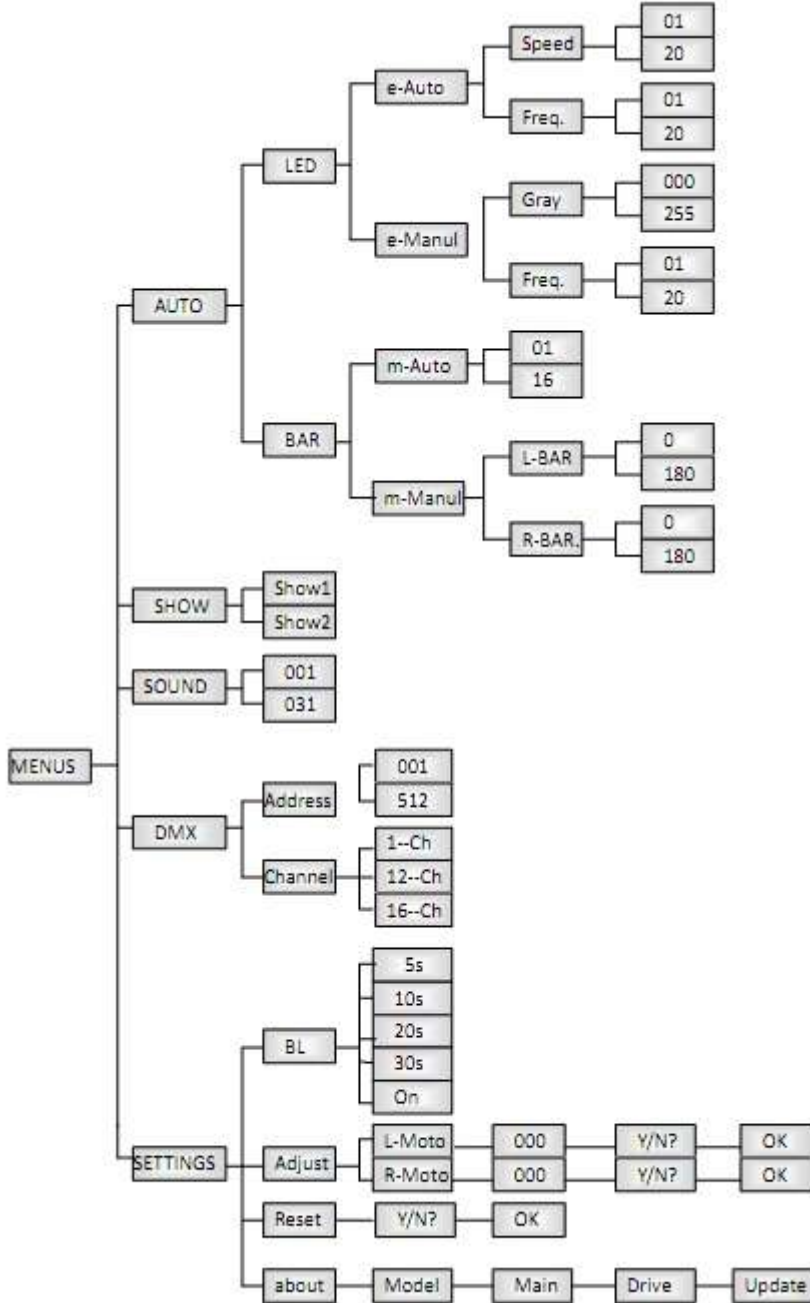 01
Speed
20
e-Auto
01
Freq.
20
LED
000
Gray
255
e-Manul
01
Freq.
20
AUTO
01
m-Auto
16
BAR
0
L-BAR
180
m-Manul
0
R-BAR.
180
Show1
SHOW
Show2
001
SOUND
031
MENUS
001
Address
512
DMX
1--Ch
Channel
12--Ch
16--Ch
5s
10s
BL
20s
30s
On
SETTINGS
Adjust
L-Moto 000 Y/N? OK
R-Moto 000 Y/N? OK
Reset Y/N? OK
about Model Main Drive Update